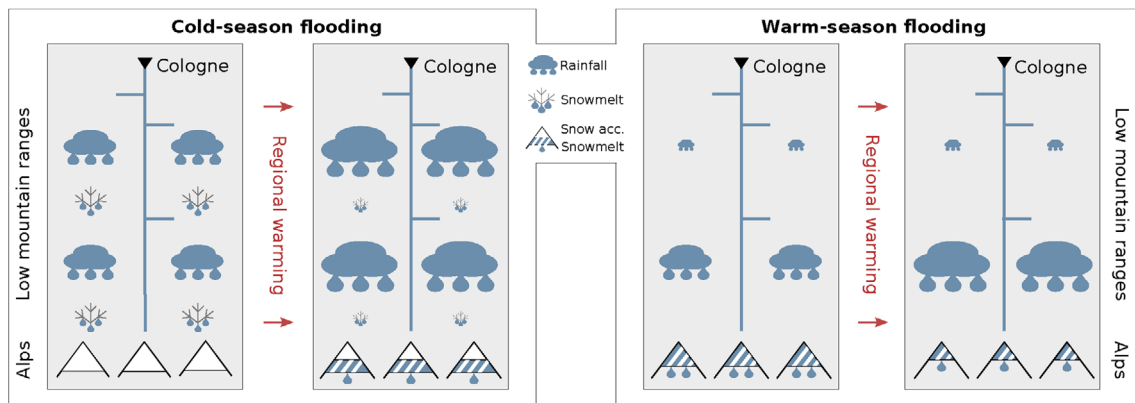 Cold-season flooding
Warm-season flooding
Cologne
Cologne
Rainfall
Snowmelt
Snow acc.
Snowmelt
Cologne
Cologne
Low mountain ranges
Alps
Regional warming
Regional warming
Low mountain ranges
Alps